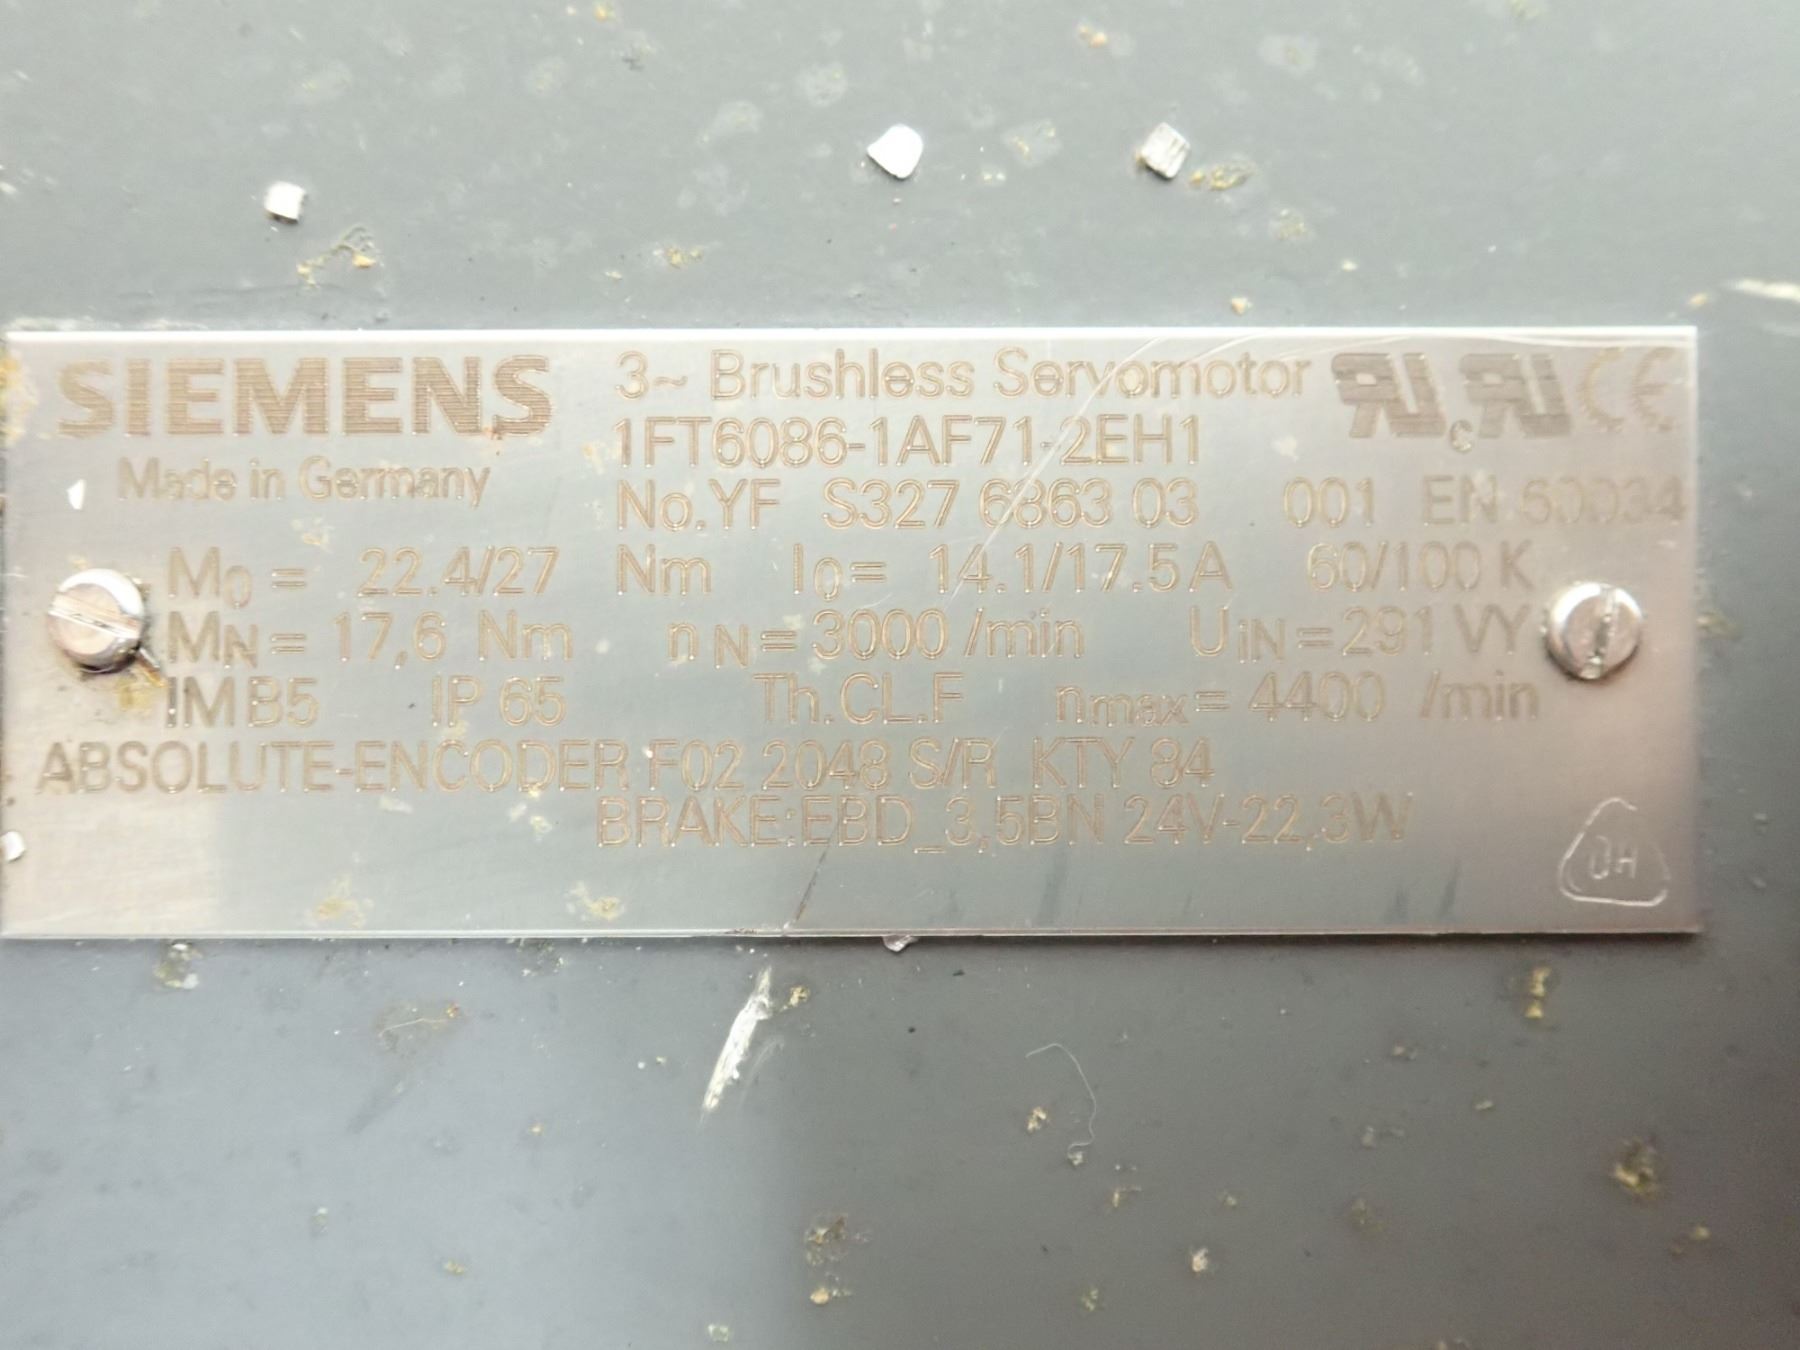 SIEMENS 3~ Brushless Servomotor
1FT6086-1AF71-2EH1
Made in Germany
No.YF S327 6863 03 001 EN 60034
M0 = 22.4/27 Nm I0= 14.1/17.5A 60/100 K
MN = 17,6 Nm nN = 3000 /min UiN=291 VY
IM B5 IP 65 Th.CL.F nmax= 4400 /min
ABSOLUTE-ENCODER F02 2048 S/R KTY 84
BRAKE:EBD_3,5BN 24V-22,3W